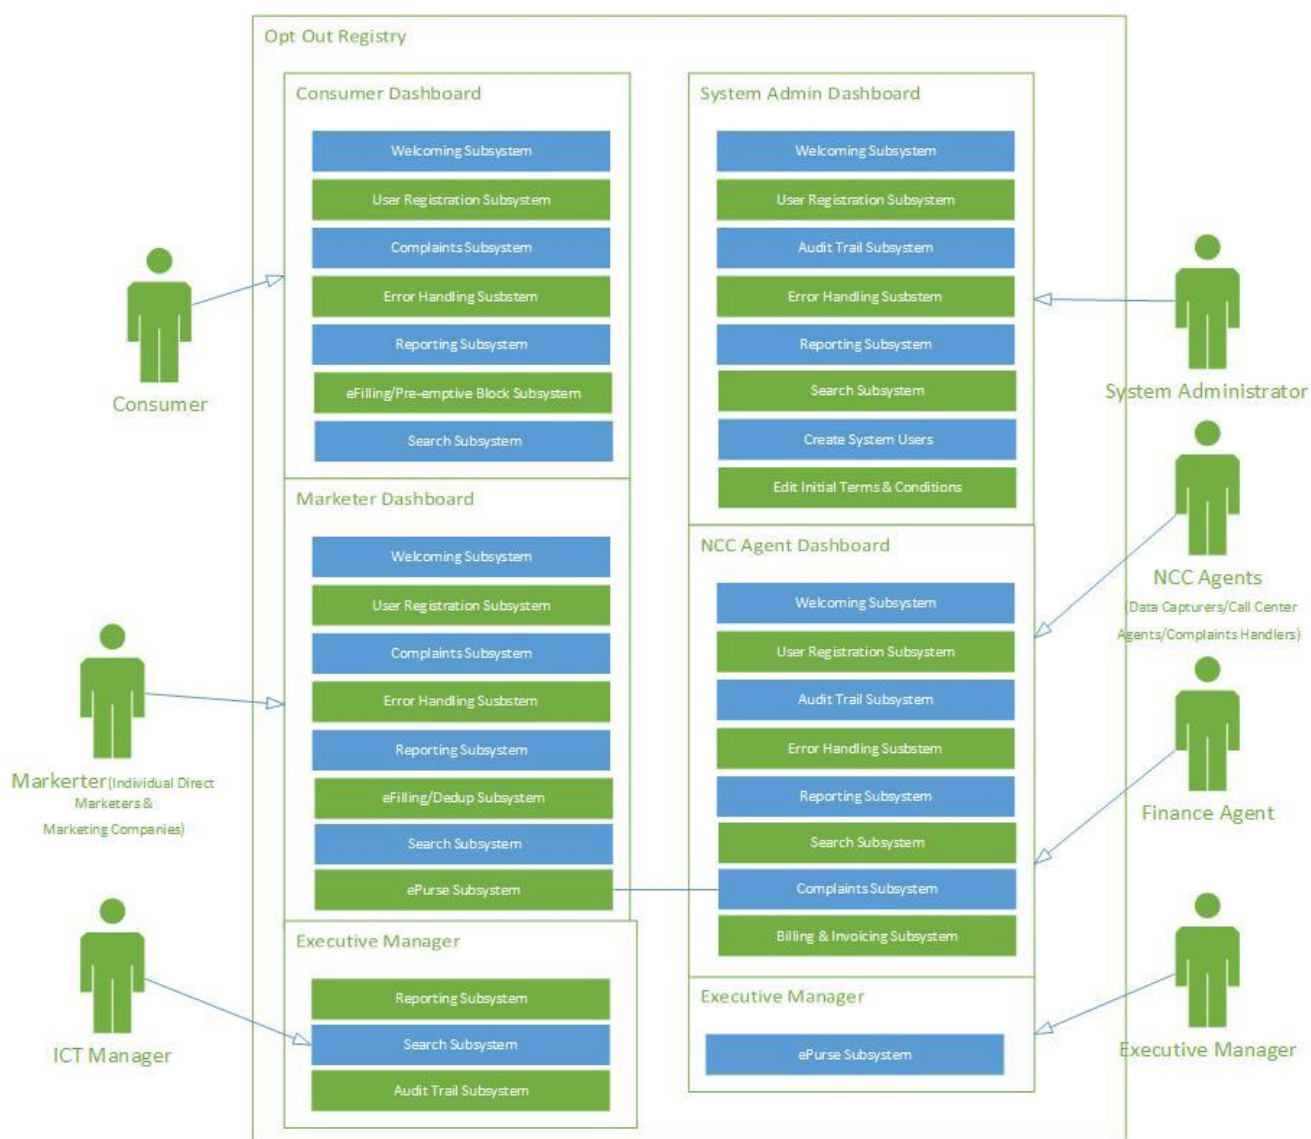 Opt Out Registry
Consumer Dashboard
Welcoming Subsystem
User Registration Subsystem
Complaints Subsystem
Error Handling Susbstem
Reporting Subsystem
eFilling/Pre-emptive Block Subsystem
Search Subsystem
Marketer Dashboard
Welcoming Subsystem
User Registration Subsystem
Complaints Subsystem
Error Handling Susbstem
Reporting Subsystem
eFilling/Dedup Subsystem
Search Subsystem
ePurse Subsystem
Executive Manager
Reporting Subsystem
Search Subsystem
Audit Trail Subsystem
System Admin Dashboard
Welcoming Subsystem
User Registration Subsystem
Audit Trail Subsystem
Error Handling Susbstem
Reporting Subsystem
Search Subsystem
Create System Users
Edit Initial Terms & Conditions
NCC Agent Dashboard
Welcoming Subsystem
User Registration Subsystem
Audit Trail Subsystem
Error Handling Susbstem
Reporting Subsystem
Search Subsystem
Complaints Subsystem
Billing & Invoicing Subsystem
Executive Manager
ePurse Subsystem
Consumer
Markerter(Individual Direct
Marketers &
Marketing Companies)
ICT Manager
System Administrator
NCC Agents
(Data Capturers/Call Center
Agents/Complaints Handlers)
Finance Agent
Executive Manager